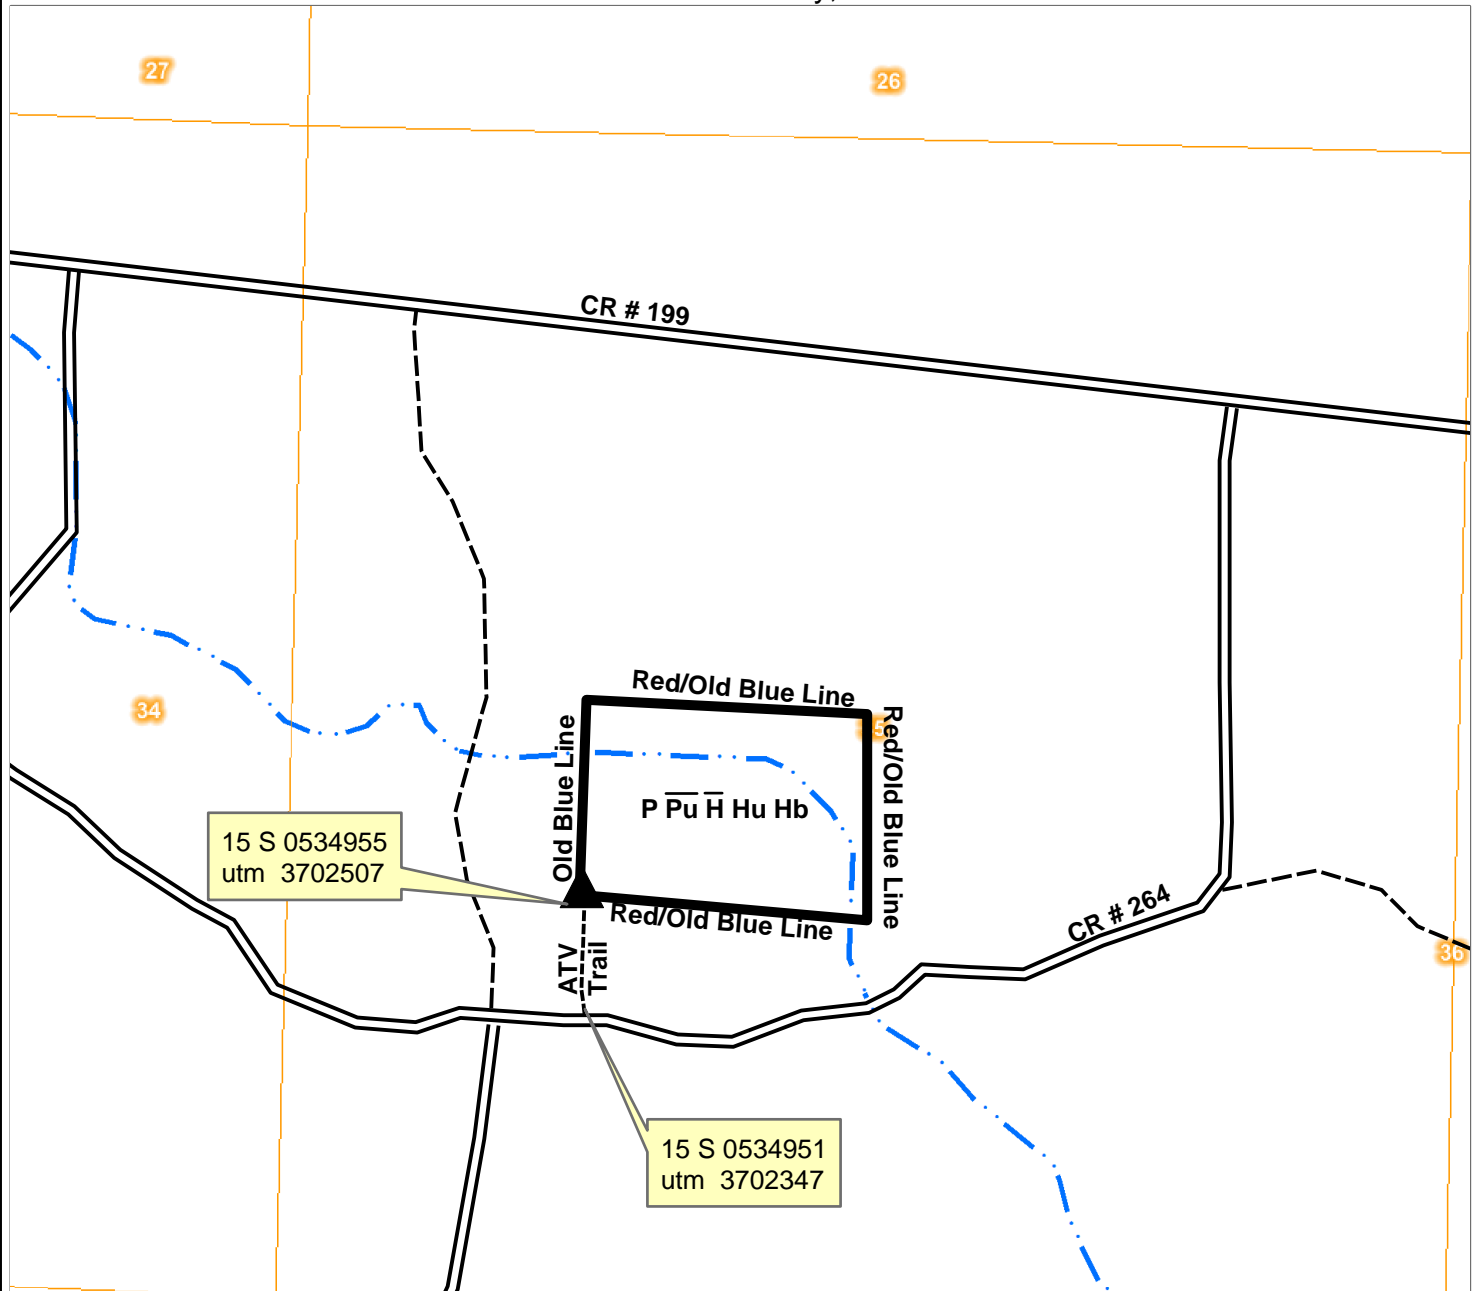 y,
27
26
CR # 199
Red/Old Blue Line
34
5
Old Blue Line
Red/Old Blue Line
P P̅u̅ H̅ Hu Hb
15 S 0534955
utm 3702507
Red/Old Blue Line
CR # 264
ATV
Trail
36
15 S 0534951
utm 3702347